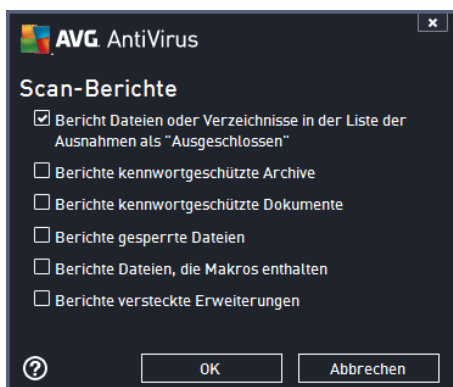 AVG AntiVirus
x
Scan-Berichte
Bericht Dateien oder Verzeichnisse in der Liste der
Ausnahmen als "Ausgeschlossen"
Berichte kennwortgeschützte Archive
Berichte kennwortgeschützte Dokumente
Berichte gesperrte Dateien
Berichte Dateien, die Makros enthalten
Berichte versteckte Erweiterungen
?
OK
Abbrechen